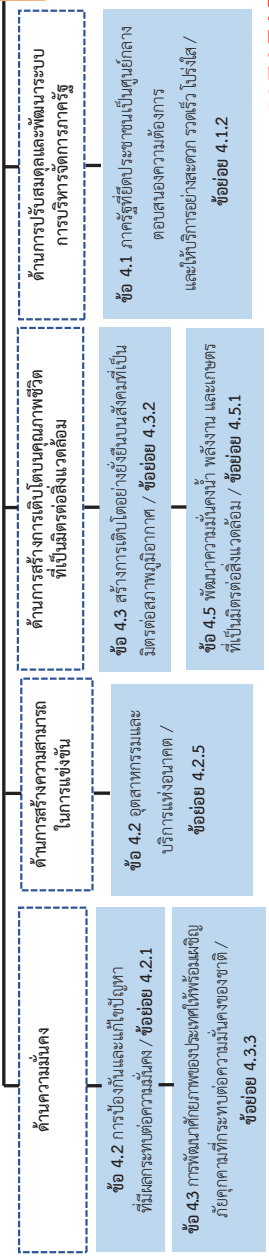 ด้านความมั่นคง
ข้อ 4.2 การป้องกันและแก้ไขปัญหา
ที่มีผลกระทบต่อความมั่นคง / ข้อย่อย 4.2.1
ข้อ 4.3 การพัฒนาศักยภาพของประเทศให้พร้อมเผชิญ
ภัยคุกคามที่กระทบต่อความมั่นคงของชาติ /
ข้อย่อย 4.3.3
ด้านการสร้างความสามารถ
ในการแข่งขัน
ข้อ 4.2 อุตสาหกรรมและ
บริการแห่งอนาคต /
ข้อย่อย 4.2.5
ด้านการสร้างการเติบโตบนคุณภาพชีวิต
ที่เป็นมิตรต่อสิ่งแวดล้อม
ข้อ 4.3 สร้างการเติบโตอย่างยั่งยืนบนสังคมที่เป็น
มิตรต่อสภาพภูมิอากาศ / ข้อย่อย 4.3.2
ข้อ 4.5 พัฒนาความมั่นคงน้ำ พลังงาน และเกษตร
ที่เป็นมิตรต่อสิ่งแวดล้อม / ข้อย่อย 4.5.1
ด้านการปรับสมดุลและพัฒนาระบบ
การบริหารจัดการภาครัฐ
ข้อ 4.1 ภาครัฐที่ยึดประชาชนเป็นศูนย์กลาง
ตอบสนองความต้องการ
และให้บริการอย่างสะดวก รวดเร็ว โปร่งใส /
ข้อย่อย 4.1.2